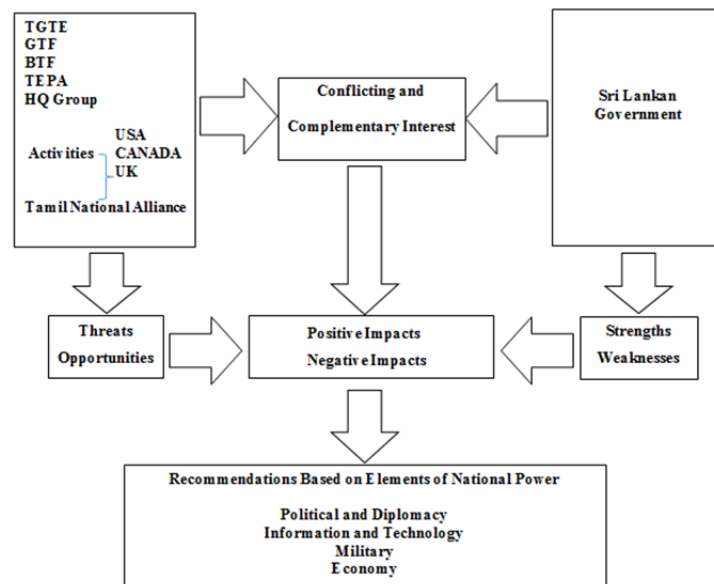 TGTE
GTF
BTF
TEPA
HQ Group
USA
Activities CANADA
UK
Tamil National Alliance
Conflicting and
Complementary Interest
Sri Lankan
Government
Threats
Opportunities
Positive Impacts
Negative Impacts
Strengths
Weaknesses
Recommendations Based on Elements of National Power
Political and Diplomacy
Information and Technology
Military
Economy